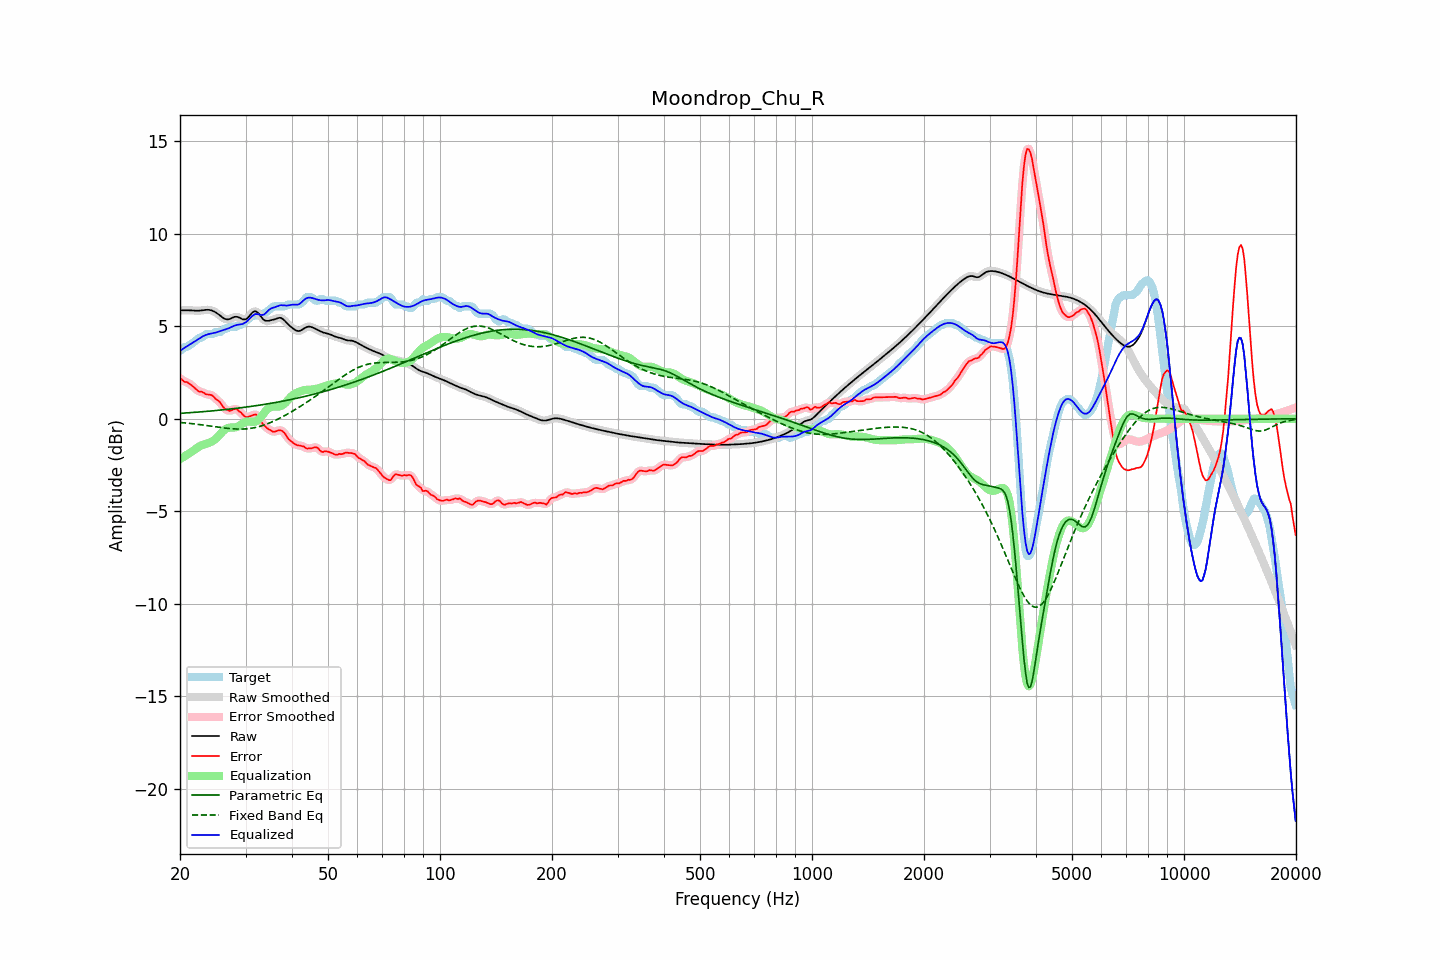 Moondrop_Chu_R
Amplitude (dBr)
15
10
5
0
−5
−10
−15
−20
Target
Raw Smoothed
Error Smoothed
Raw
Error
Equalization
Parametric Eq
Fixed Band Eq
Equalized
20 50 100 200 500 1000 2000 5000 10000 20000
Frequency (Hz)